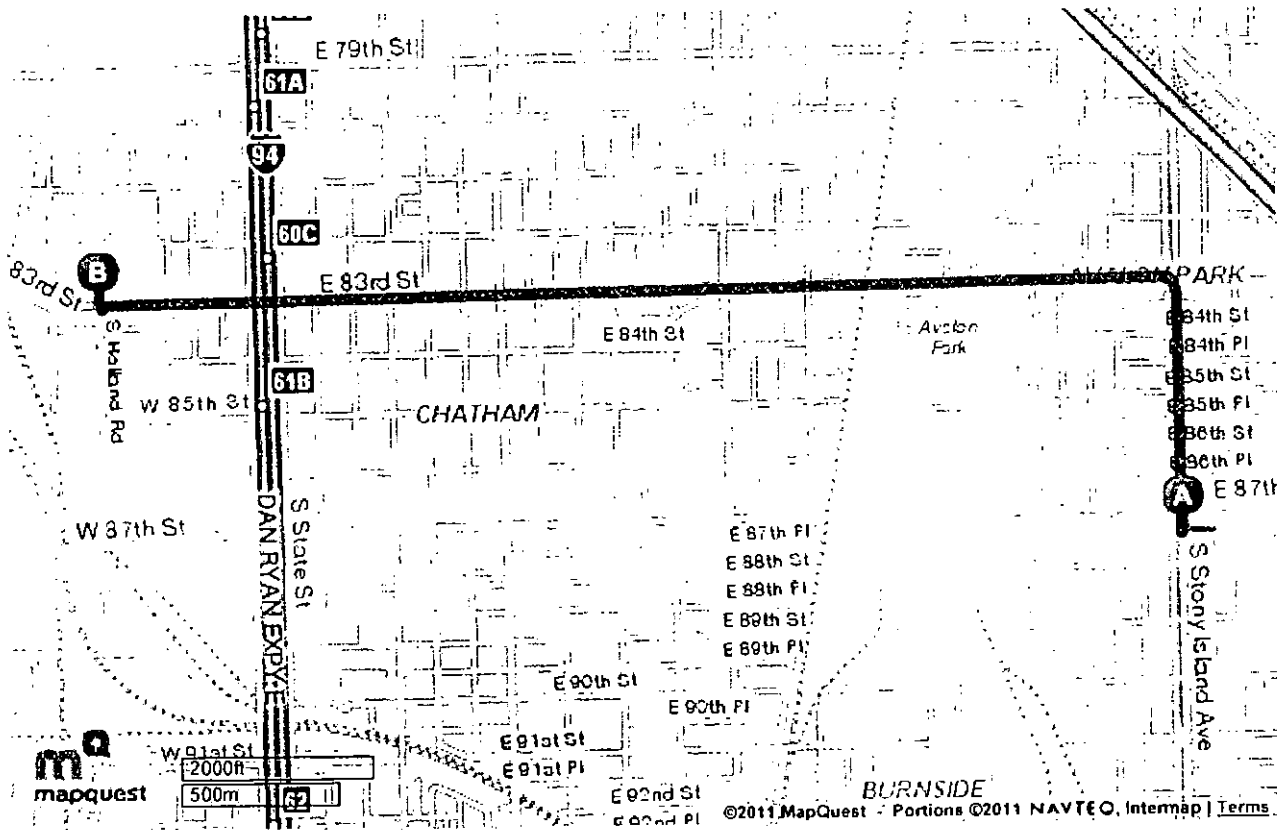 E 79th St
61A
94
60C
B
83rd St
E 83rd St
AVALON PARK
E 84th St
E 84th St
Avalon
Park
E 84th Pl
61B
E 85th St
W 85th St
S Holland Rd
CHATHAM
E 85th Pl
E 86th St
E 86th Pl
A
E 87th
W 87th St
S State St
DAN RYAN EXPY E
E 87th Pl
E 88th St
E 88th Pl
E 89th St
E 89th Pl
S Stony Island Ave
E 90th St
E 90th Pl
W 91st St
E 91st St
E 91st Pl
2000ft
500m
62
mapquest
m
E 92nd St
E 92nd Pl
BURNSIDE
©2011 MapQuest - Portions ©2011 NAVTEQ, Intermap | Terms